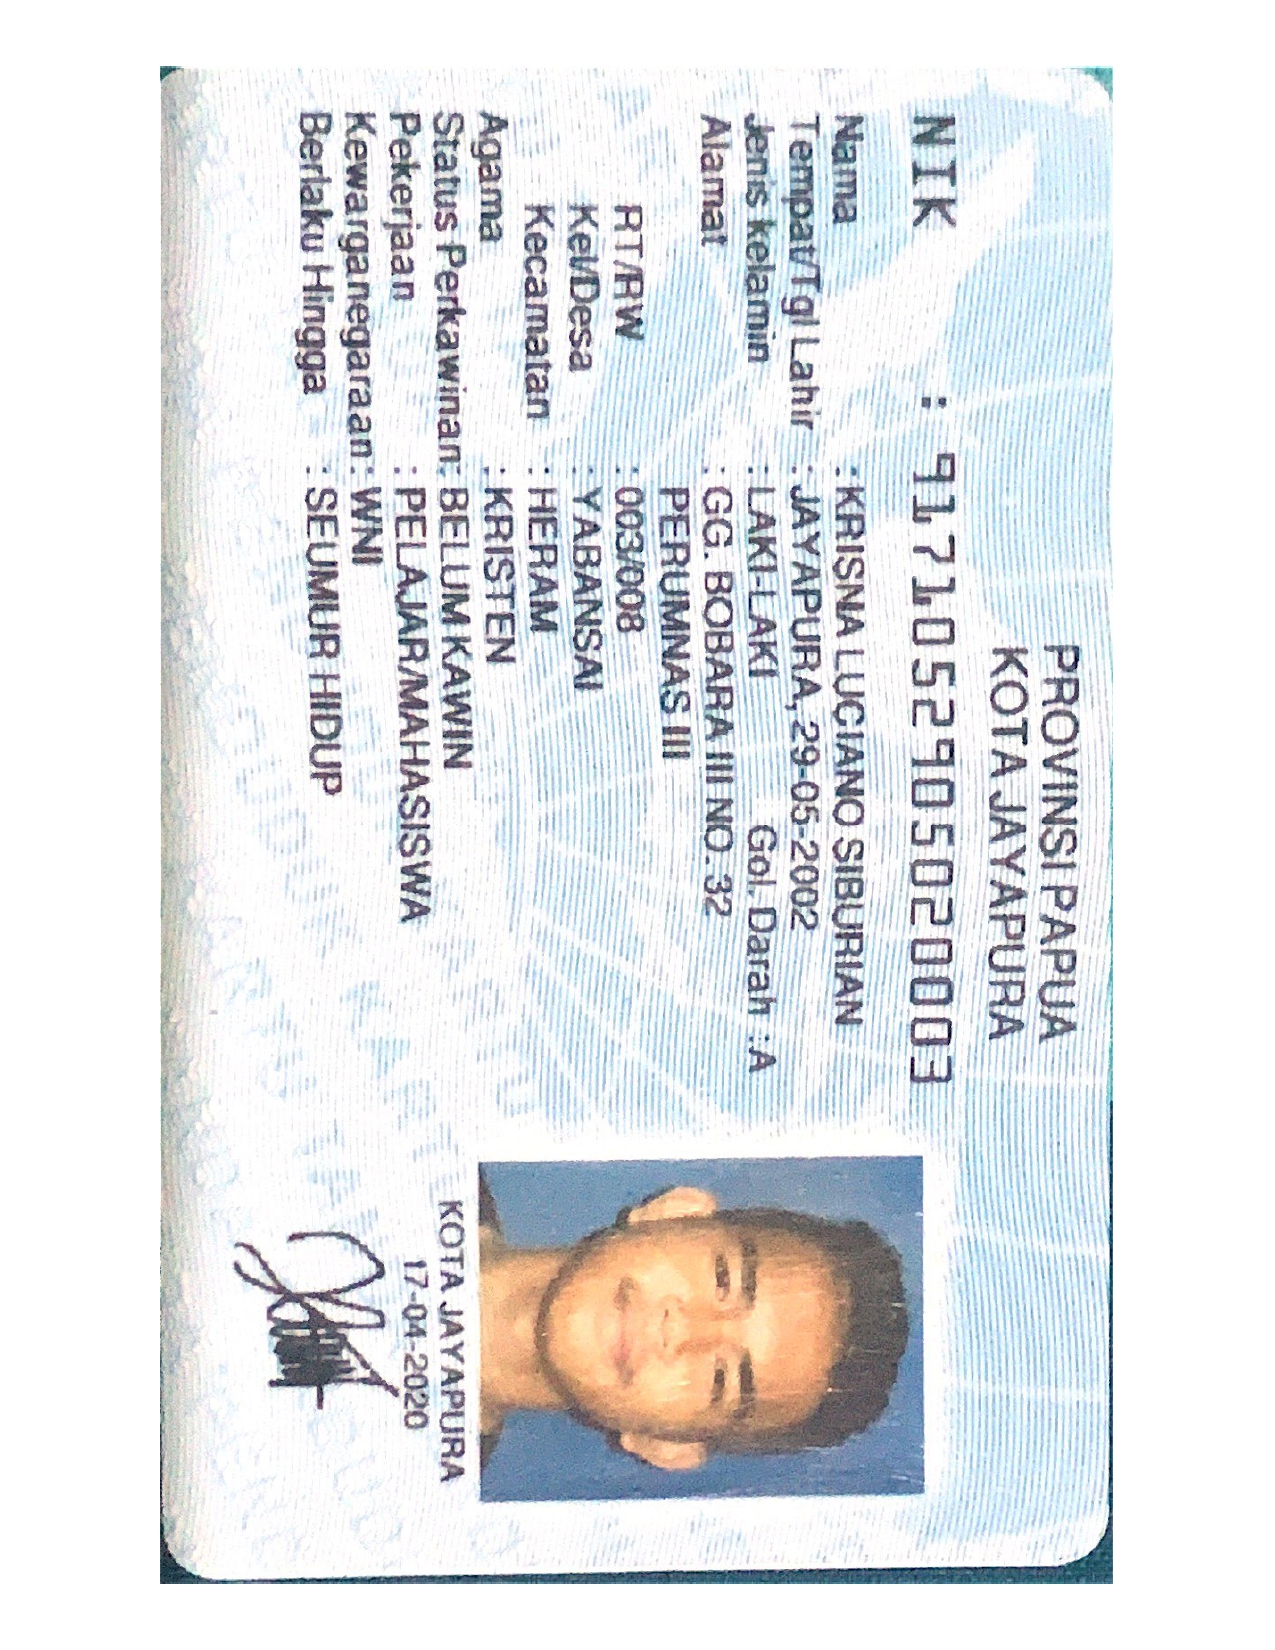 PROVINSI PAPUA
KOTA JAYAPURA
NIK : 9171052905020003
Nama : KRISNA LUCIANO SIBURIAN
Tempat/Tgl Lahir : JAYAPURA, 29-05-2002
Jenis kelamin : LAKI-LAKI Gol. Darah : A
Alamat : GG. BOBARA III NO. 32
PERUMNAS III
RT/RW : 003/008
Kel/Desa : YABANSAI
Kecamatan : HERAM
Agama : KRISTEN
Status Perkawinan: BELUM KAWIN
Pekerjaan : PELAJAR/MAHASISWA
Kewarganegaraan: WNI
Berlaku Hingga : SEUMUR HIDUP
KOTA JAYAPURA
17-04-2020